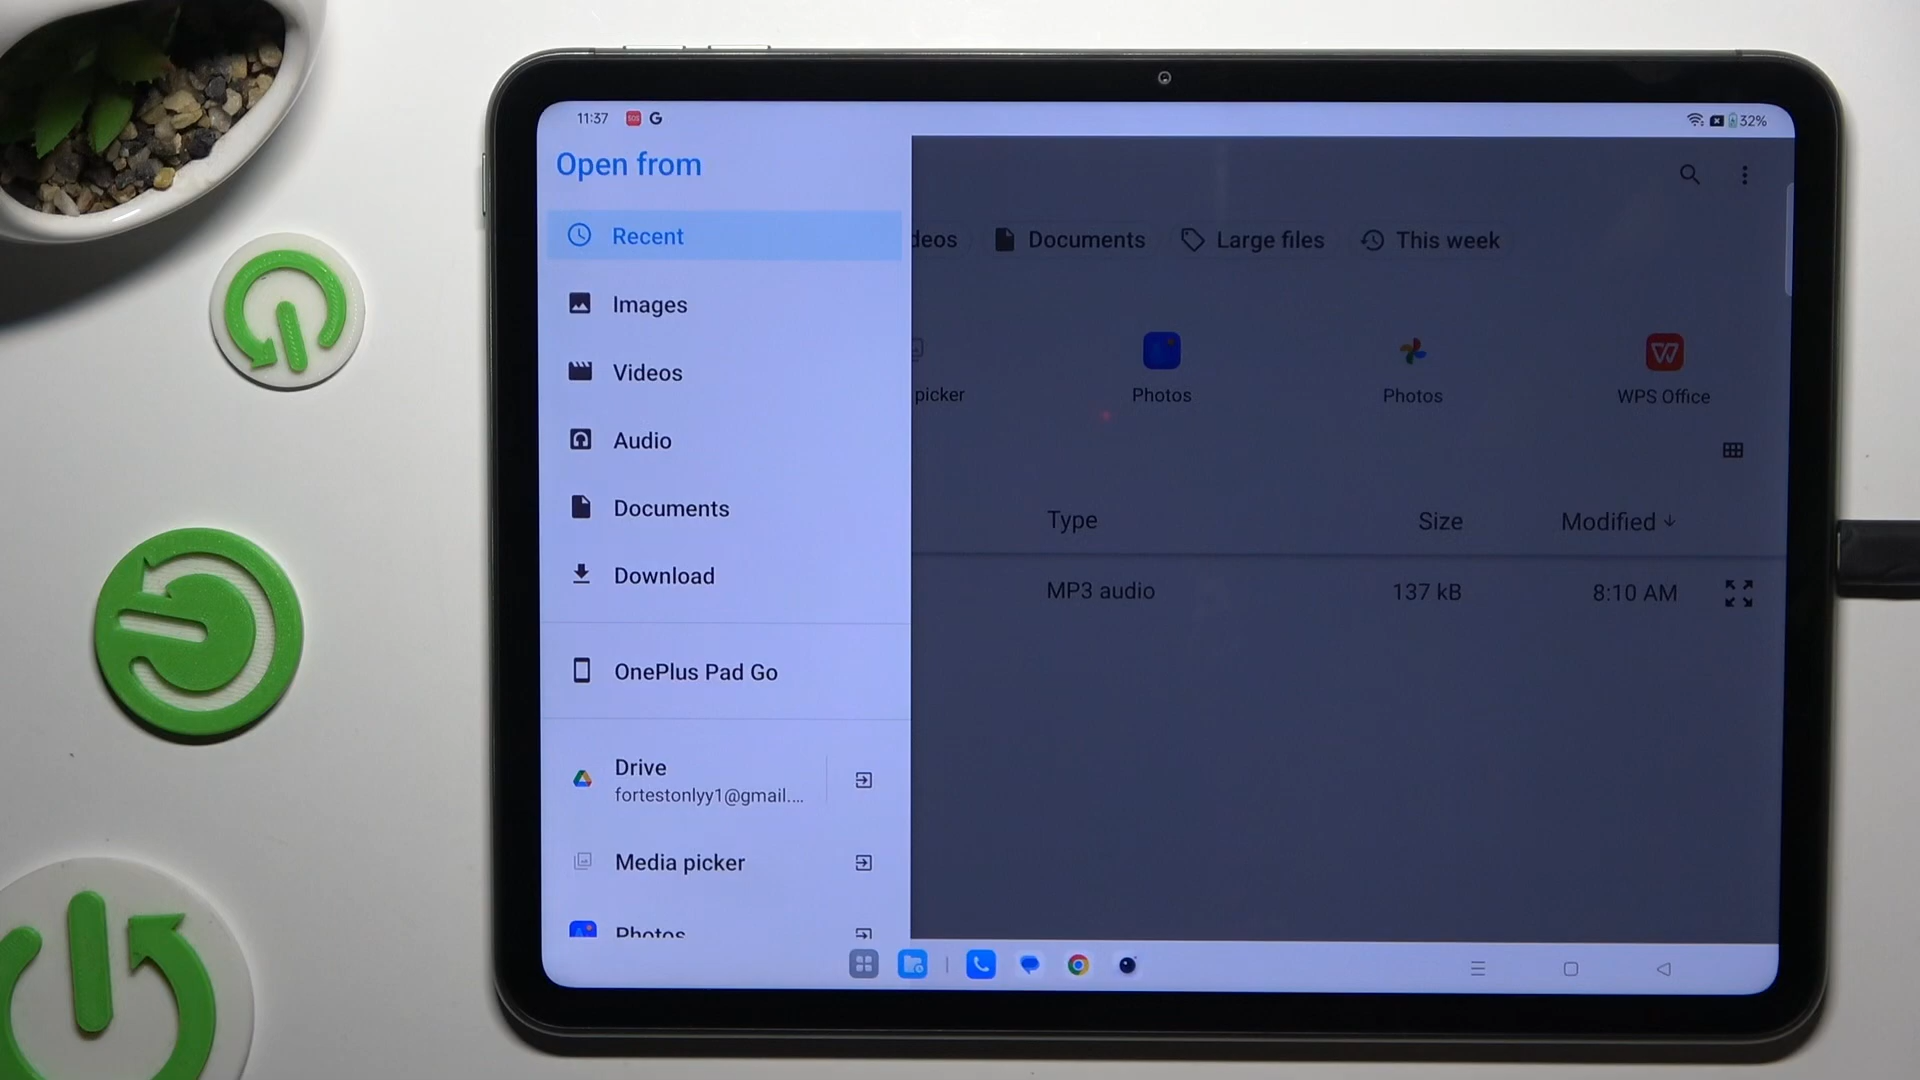 11:37 SOS G
32%
Open from
Recent
Images
Videos
Audio
Documents
Download
OnePlus Pad Go
Drive
fortestonlyy1@gmail....
Media picker
Photos
deos
Documents
Large files
This week
picker
Photos
Photos
WPS Office
Type
Size
Modified
MP3 audio
137 kB
8:10 AM